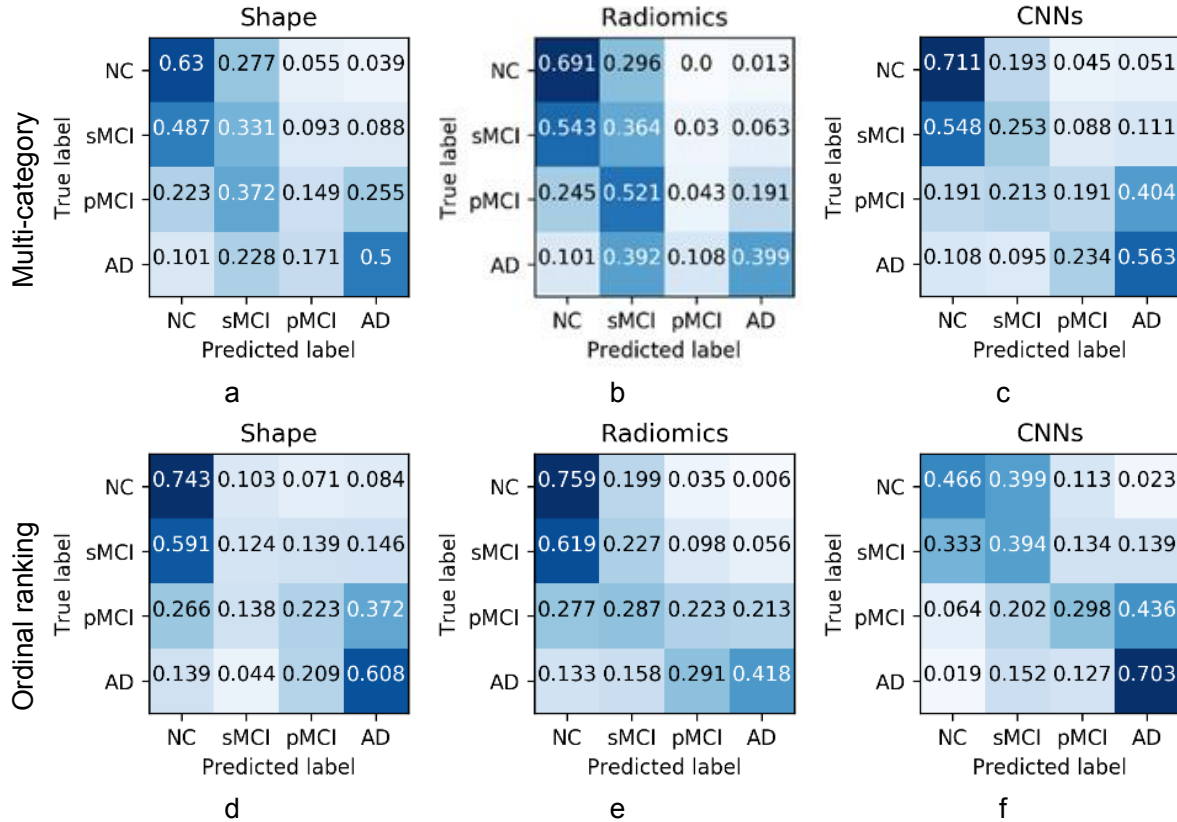 Shape Radiomics CNNs
Multi-category
True label
NC 0.63 0.277 0.055 0.039
sMCI 0.487 0.331 0.093 0.088
pMCI 0.223 0.372 0.149 0.255
AD 0.101 0.228 0.171 0.5
NC sMCI pMCI AD
Predicted label
a
True label
NC 0.691 0.296 0.0 0.013
sMCI 0.543 0.364 0.03 0.063
pMCI 0.245 0.521 0.043 0.191
AD 0.101 0.392 0.108 0.399
NC sMCI pMCI AD
Predicted label
b
True label
NC 0.711 0.193 0.045 0.051
sMCI 0.548 0.253 0.088 0.111
pMCI 0.191 0.213 0.191 0.404
AD 0.108 0.095 0.234 0.563
NC sMCI pMCI AD
Predicted label
c
Shape Radiomics CNNs
Ordinal ranking
True label
NC 0.743 0.103 0.071 0.084
sMCI 0.591 0.124 0.139 0.146
pMCI 0.266 0.138 0.223 0.372
AD 0.139 0.044 0.209 0.608
NC sMCI pMCI AD
Predicted label
d
True label
NC 0.759 0.199 0.035 0.006
sMCI 0.619 0.227 0.098 0.056
pMCI 0.277 0.287 0.223 0.213
AD 0.133 0.158 0.291 0.418
NC sMCI pMCI AD
Predicted label
e
True label
NC 0.466 0.399 0.113 0.023
sMCI 0.333 0.394 0.134 0.139
pMCI 0.064 0.202 0.298 0.436
AD 0.019 0.152 0.127 0.703
NC sMCI pMCI AD
Predicted label
f